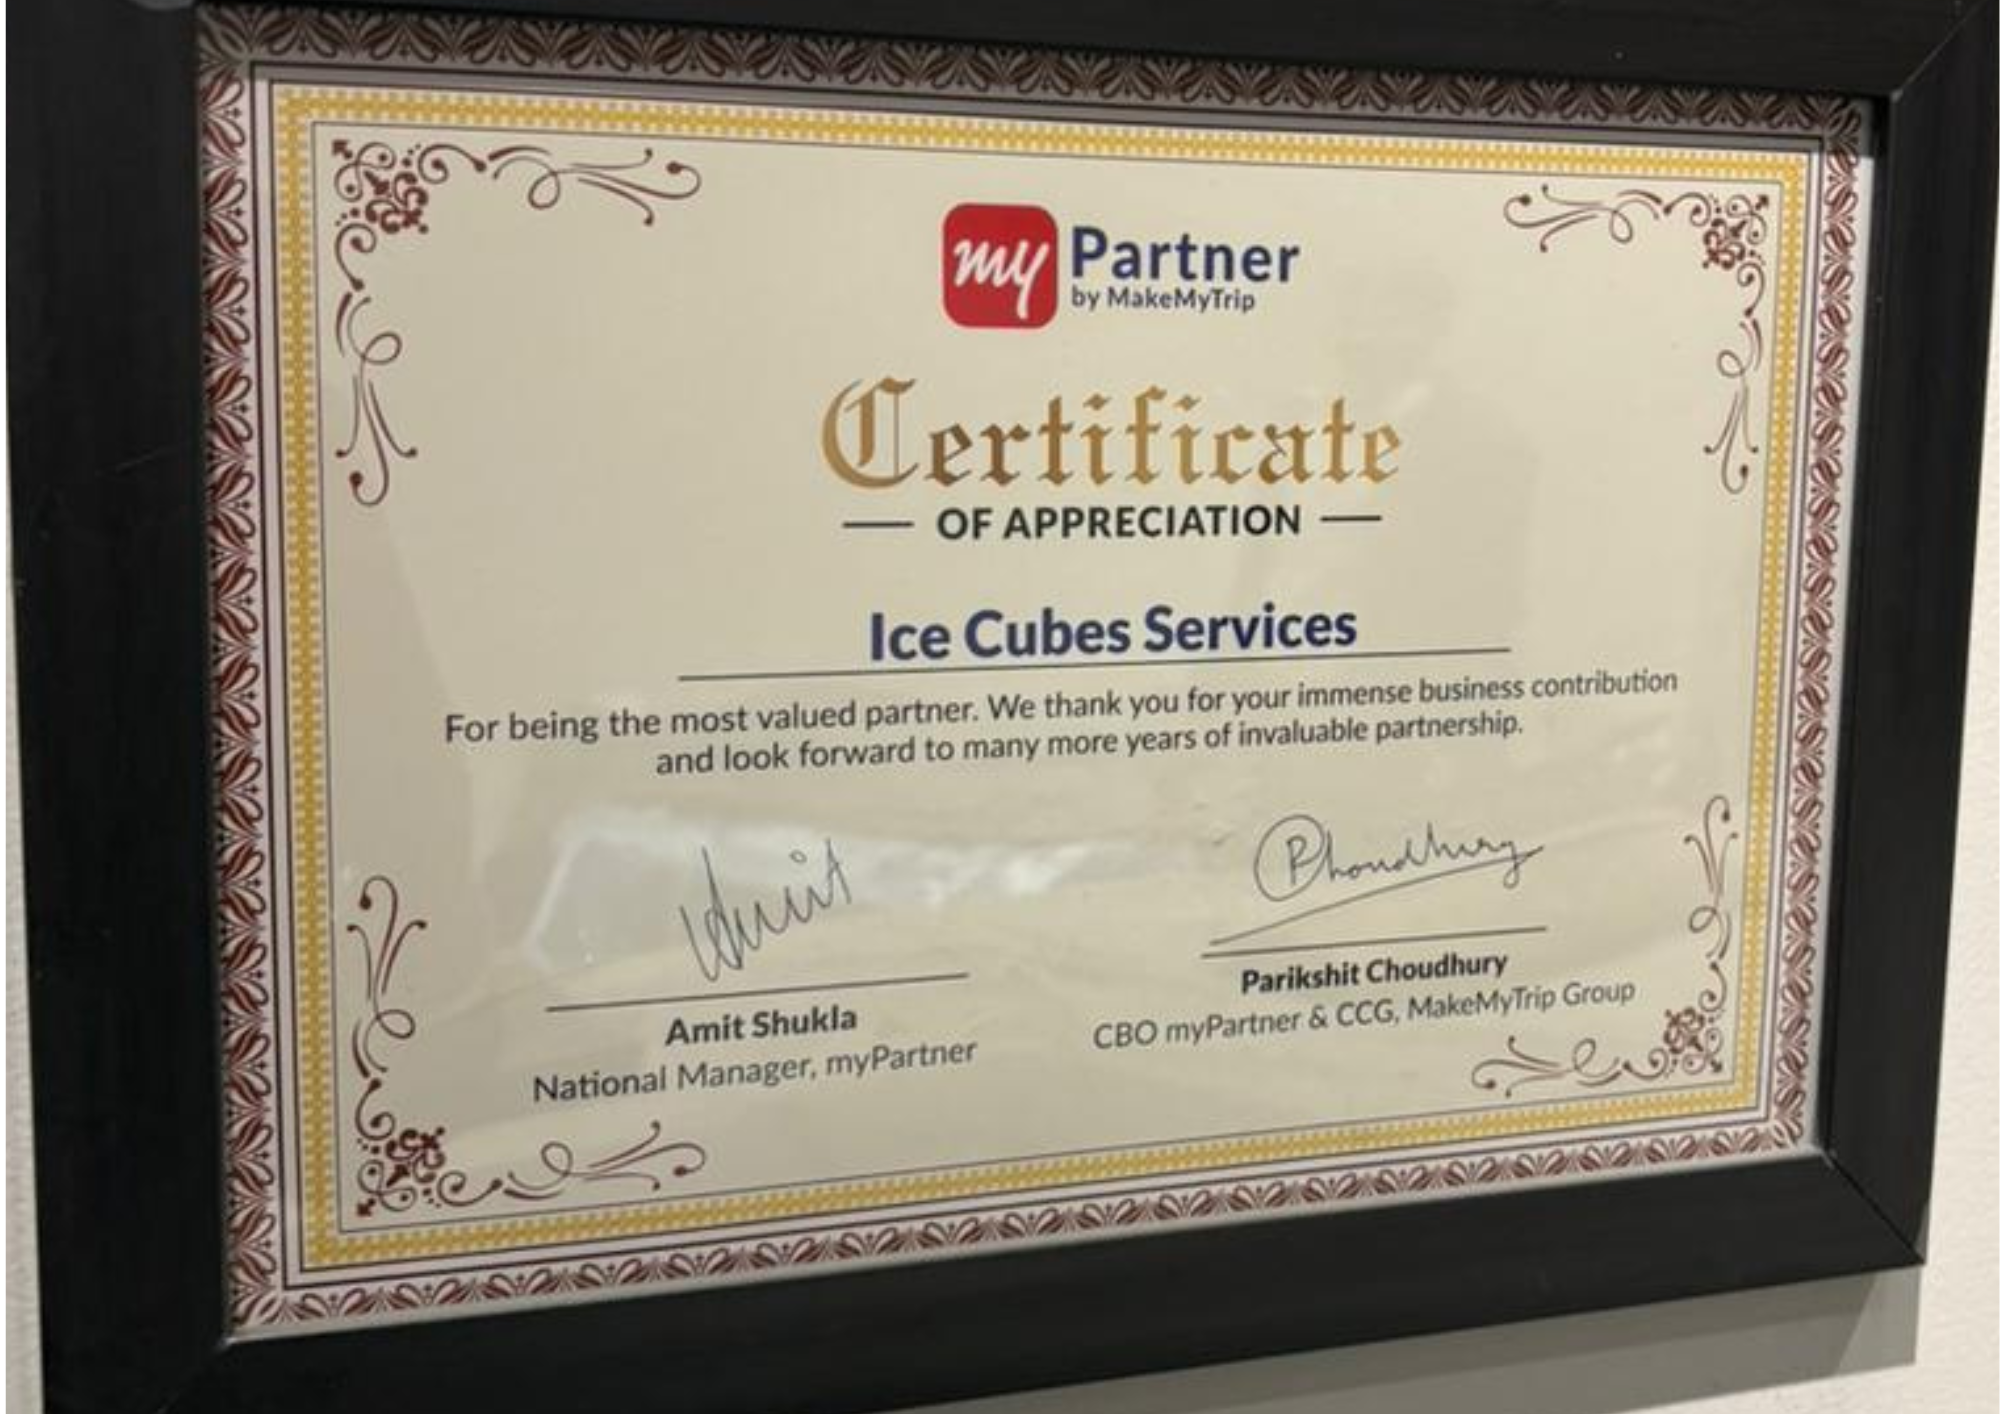 my Partner
by MakeMyTrip
Certificate
OF APPRECIATION
Ice Cubes Services
For being the most valued partner. We thank you for your immense business contribution
and look forward to many more years of invaluable partnership.
Amit
PChoudhury
Amit Shukla
National Manager, myPartner
Parikshit Choudhury
CBO myPartner & CCG, MakeMyTrip Group